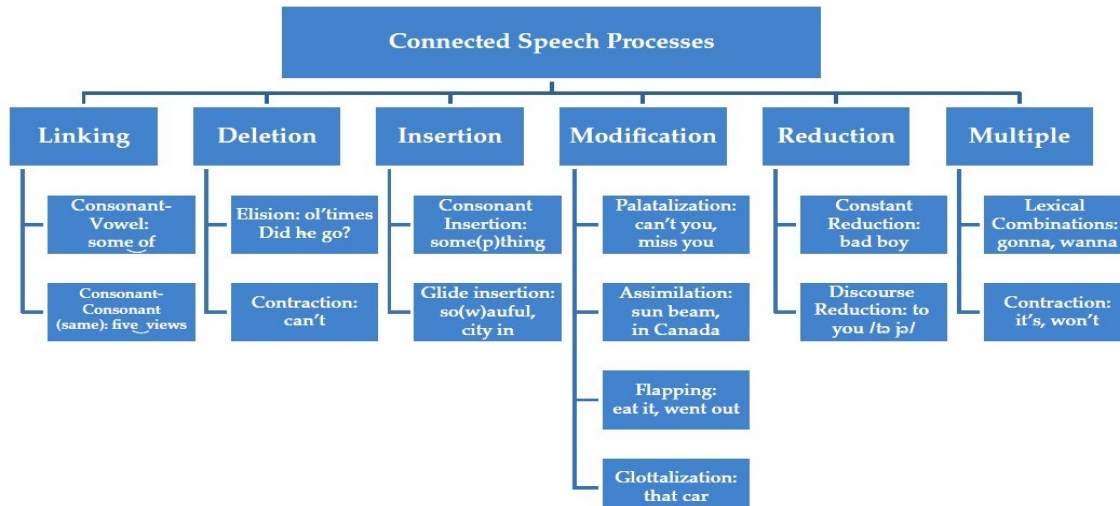 Connected Speech Processes
Linking
Deletion
Insertion
Modification
Reduction
Multiple
Consonant-
Vowel:
some of
Consonant-
Consonant
(same): five views
Elision: ol'times
Did he go?
Contraction:
can't
Consonant
Insertion:
some(p)thing
Glide insertion:
so(w)auful,
city in
Palatalization:
can't you,
miss you
Assimilation:
sun beam,
in Canada
Flapping:
eat it, went out
Glottalization:
that car
Constant
Reduction:
bad boy
Discourse
Reduction: to
you /tə jə/
Lexical
Combinations:
gonna, wanna
Contraction:
it's, won't